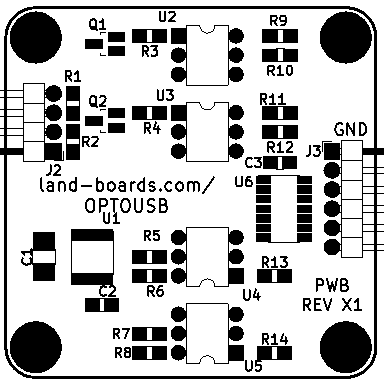 U2
Q1
R9
R3
R10
R1
U3
Q2
R11
R4
R2
GND
R12
J3
C3
J2
U6
land-boards.com/
OPTOUSB
U1
R5
C1
R13
R6
C2
U4
PWB
REV X1
R7
R14
R8
U5